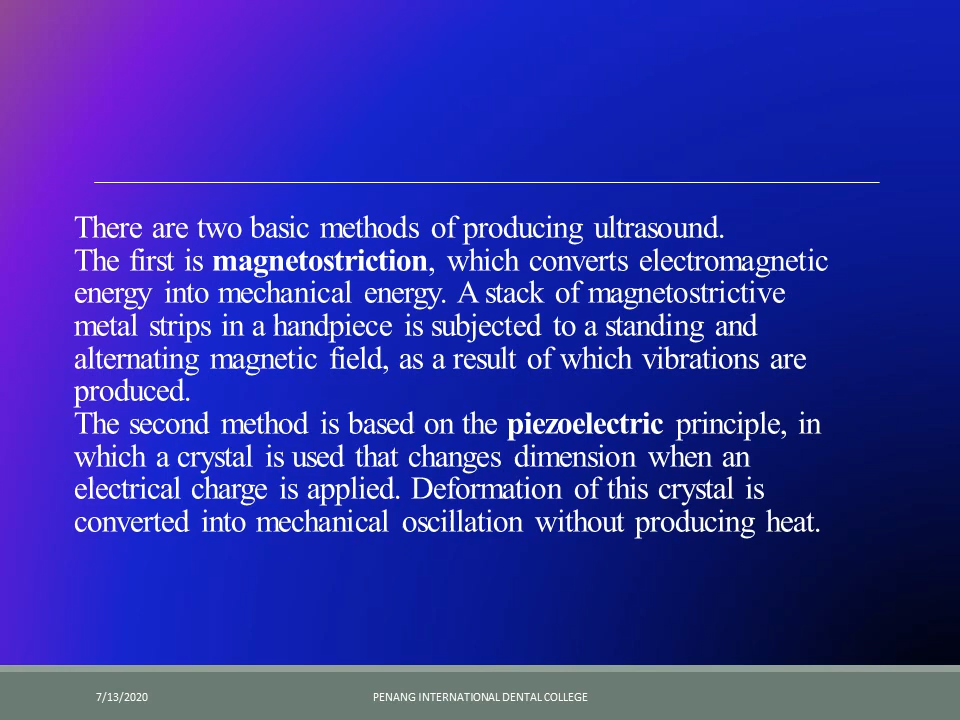 There are two basic methods of producing ultrasound.
The first is magnetostriction, which converts electromagnetic
energy into mechanical energy. A stack of magnetostrictive
metal strips in a handpiece is subjected to a standing and
alternating magnetic field, as a result of which vibrations are
produced.
The second method is based on the piezoelectric principle, in
which a crystal is used that changes dimension when an
electrical charge is applied. Deformation of this crystal is
converted into mechanical oscillation without producing heat.
7/13/2020
PENANG INTERNATIONAL DENTAL COLLEGE